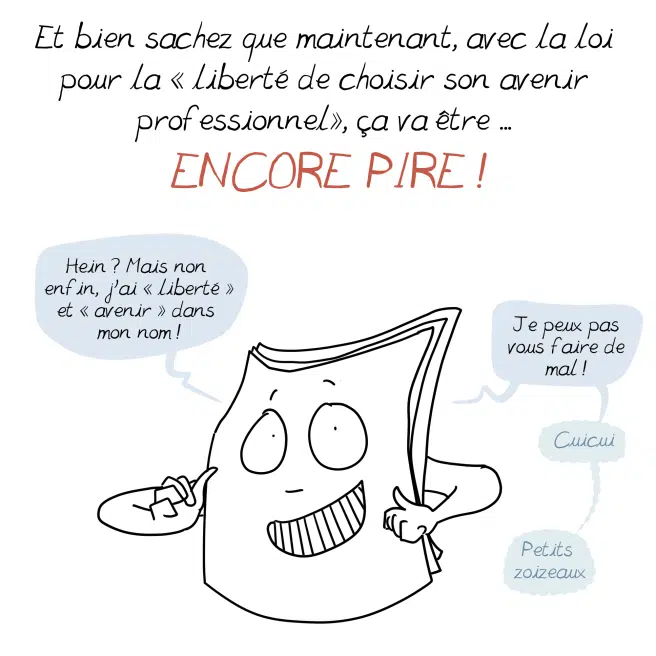 Et bien sachez que maintenant, avec la loi
pour la « liberté de choisir son avenir
professionnel», ça va être ...
ENCORE PIRE !
Hein ? Mais non
enfin, j'ai « liberté »
et « avenir » dans
mon nom !
Je peux pas
vous faire de
mal !
Cuicui
Petits
zoizeaux